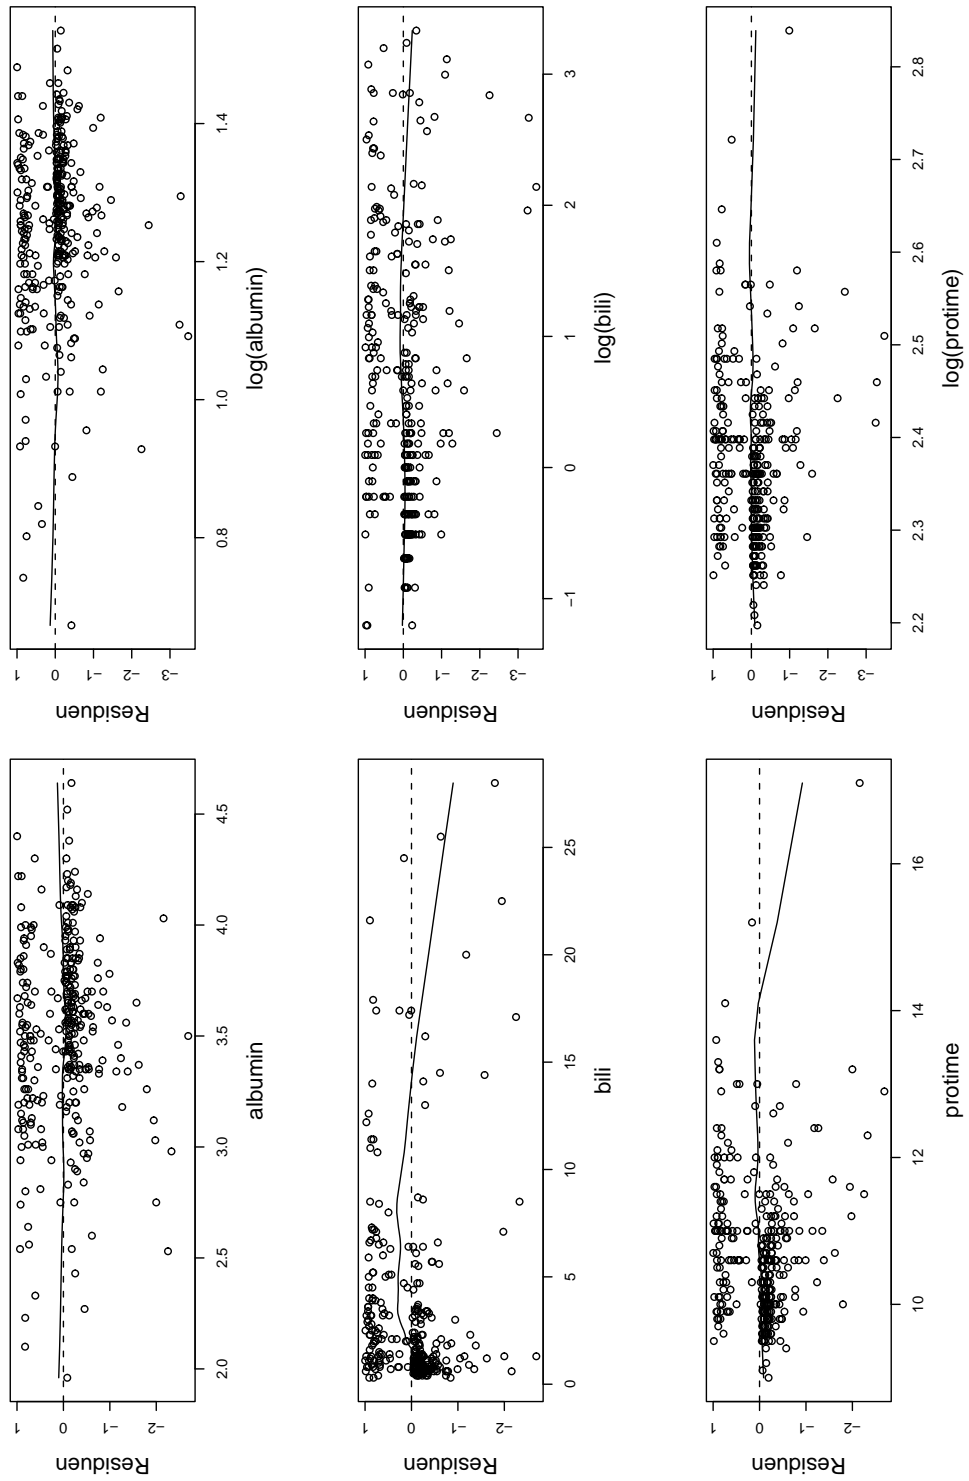 Residuen
1 0 −1 −2
2.0 2.5 3.0 3.5 4.0 4.5
albumin
Residuen
1 0 −1 −2 −3
0.8 1.0 1.2 1.4
log(albumin)
Residuen
1 0 −1 −2
0 5 10 15 20 25
bili
Residuen
1 0 −1 −2 −3
−1 0 1 2 3
log(bili)
Residuen
1 0 −1 −2
10 12 14 16
protime
Residuen
1 0 −1 −2 −3
2.2 2.3 2.4 2.5 2.6 2.7 2.8
log(protime)